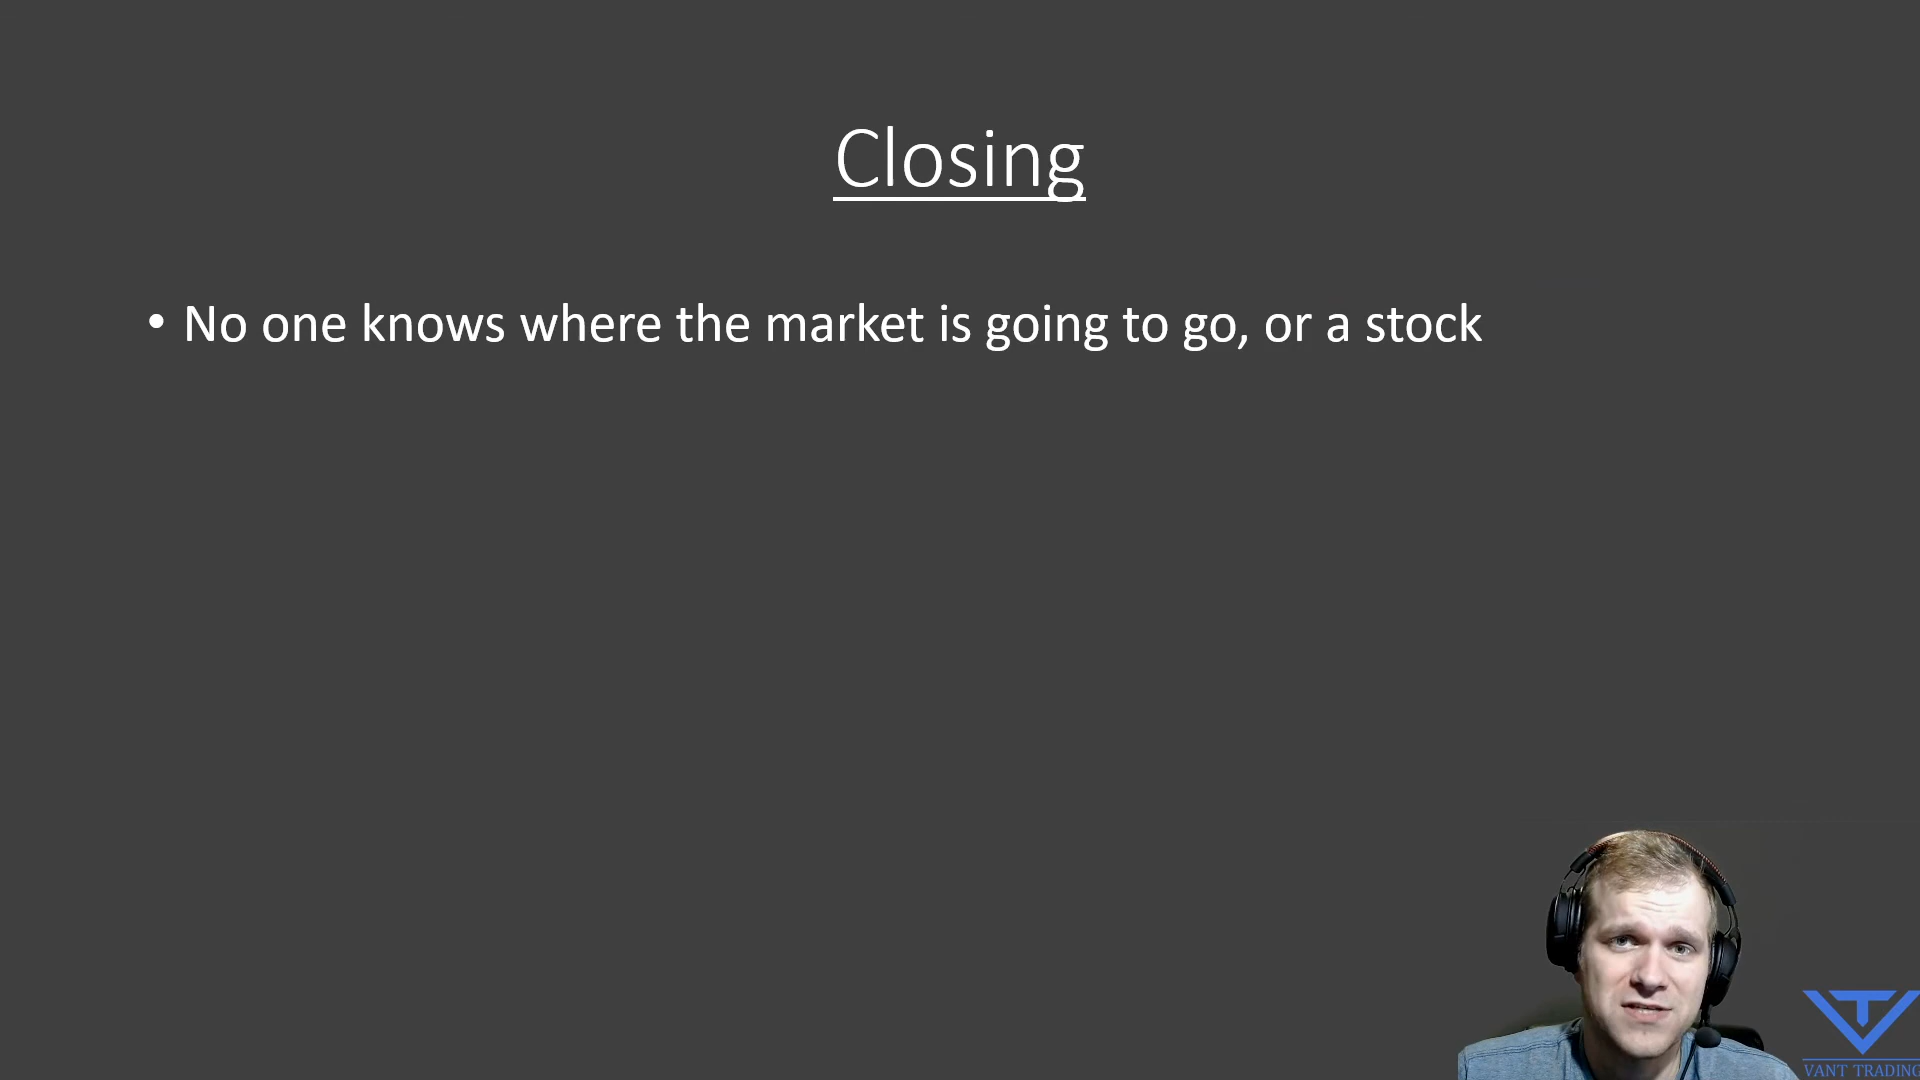 Closing
• No one knows where the market is going to go, or a stock
VANT TRADING